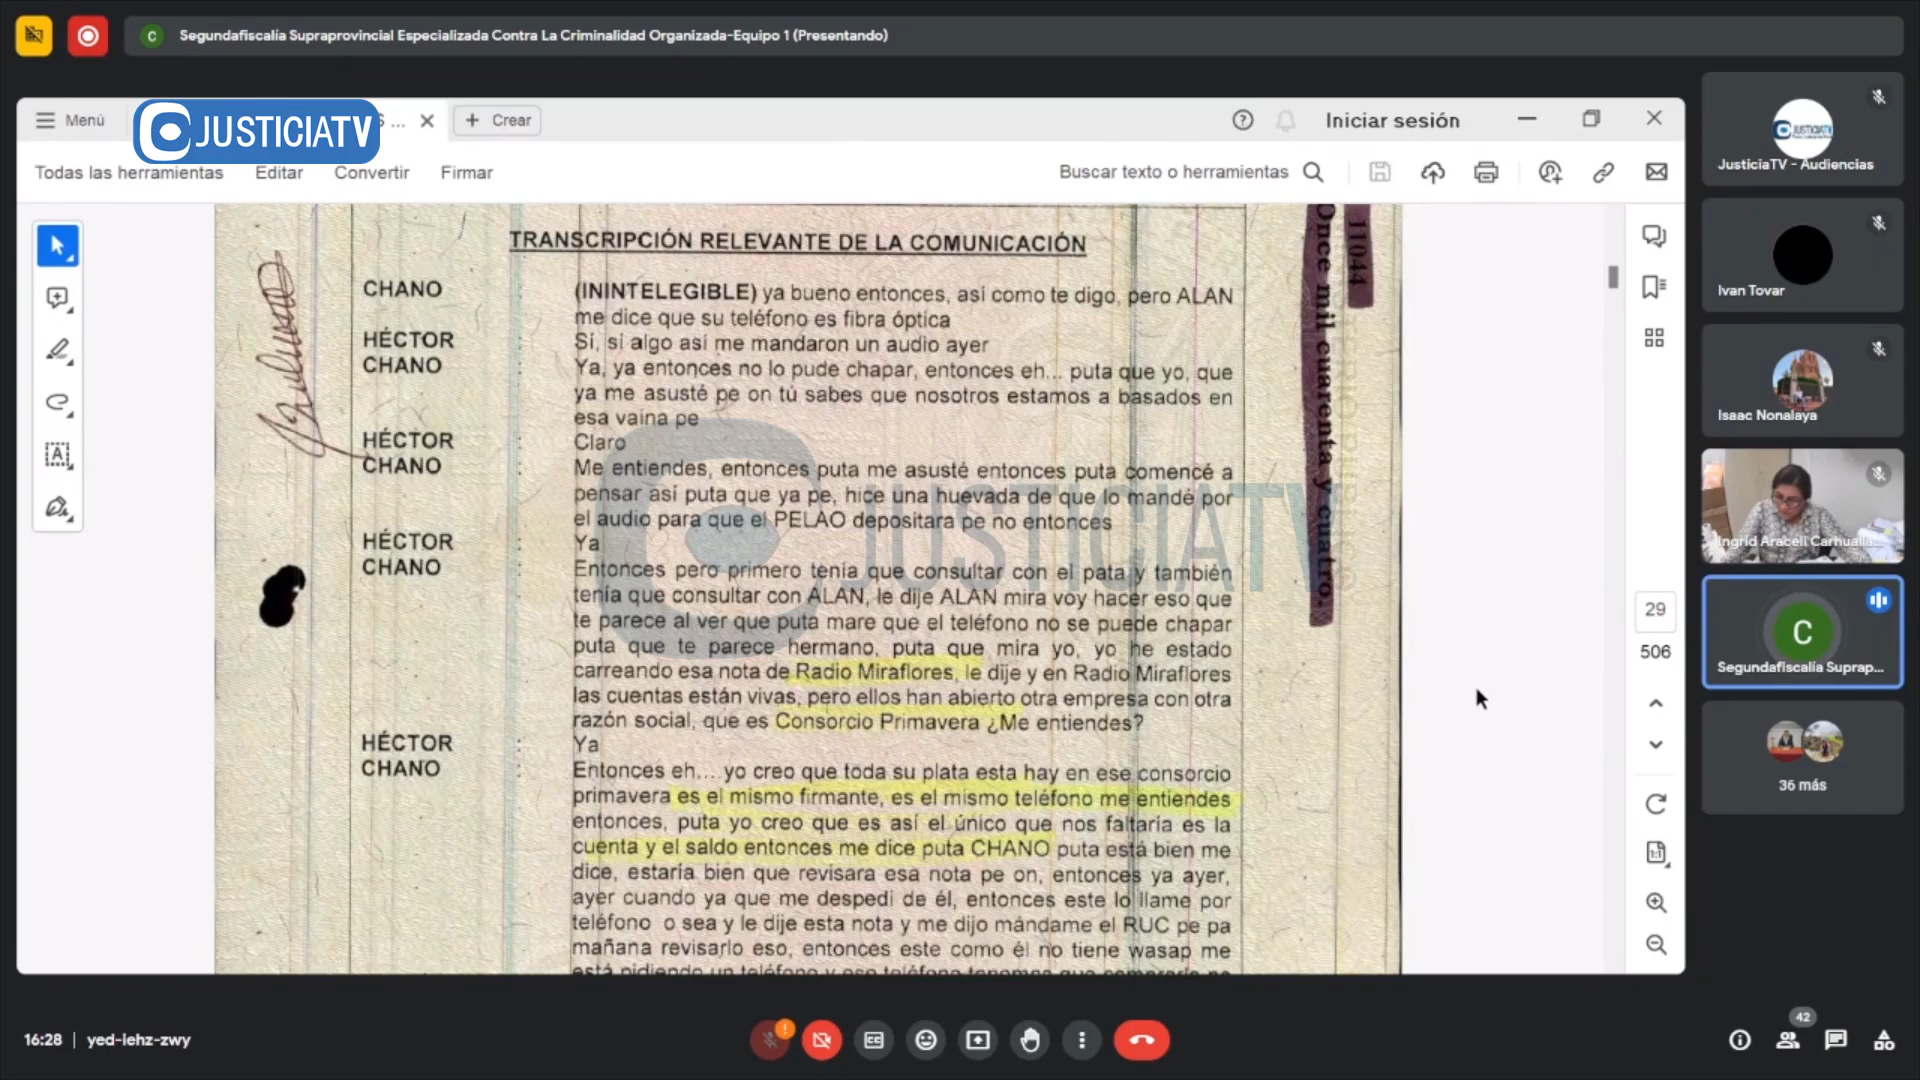 C Segundafiscalía Supraprovincial Especializada Contra La Criminalidad Organizada-Equipo 1 (Presentando)
Menú
JUSTICIATV
S ...
+ Crear
Iniciar sesión
Todas las herramientas Editar Convertir Firmar
Buscar texto o herramientas
TRANSCRIPCIÓN RELEVANTE DE LA COMUNICACIÓN
CHANO (ININTELEGIBLE) ya bueno entonces, así como te digo, pero ALAN
me dice que su teléfono es fibra óptica
HÉCTOR : Sí, si algo así me mandaron un audio ayer
CHANO : Ya, ya entonces no lo pude chapar, entonces eh... puta que yo, que
ya me asusté pe on tú sabes que nosotros estamos a basados en
esa vaina pe
HÉCTOR : Claro
CHANO : Me entiendes, entonces puta me asusté entonces puta comencé a
pensar así puta que ya pe, hice una huevada de que lo mandé por
el audio para que el PELAO depositara pe no entonces
HÉCTOR : Ya
CHANO : Entonces pero primero tenía que consultar con el pata y también
tenía que consultar con ALAN, le dije ALAN mira voy hacer eso que
te parece al ver que puta mare que el teléfono no se puede chapar
puta que te parece hermano, puta que mira yo, yo he estado
carreando esa nota de Radio Miraflores, le dije y en Radio Miraflores
las cuentas están vivas, pero ellos han abierto otra empresa con otra
razón social, que es Consorcio Primavera ¿Me entiendes?
HÉCTOR : Ya
CHANO : Entonces eh....yo creo que toda su plata esta hay en ese consorcio
primavera es el mismo firmante, es el mismo teléfono me entiendes
entonces, puta yo creo que es así el único que nos faltaría es la
cuenta y el saldo entonces me dice puta CHANO puta está bien me
dice, estaría bien que revisara esa nota pe on, entonces ya ayer,
ayer cuando ya que me despedi de él, entonces este lo llame por
teléfono o sea y le dije esta nota y me dijo mándame el RUC pe pa
mañana revisarlo eso, entonces este como él no tiene wasap me
está pidiendo un teléfono y ese teléfono tenemos que comprarlo pe
11044
Once mil cuarenta y cuatro.
JUSTICIATV
29
506
JUSTICIATV
JusticiaTV - Audiencias
Ivan Tovar
Isaac Nonalaya
Ingrid Araceli Carhualla...
C
Segundafiscalía Suprap...
36 más
16:28 | yed-lehz-zwy
42